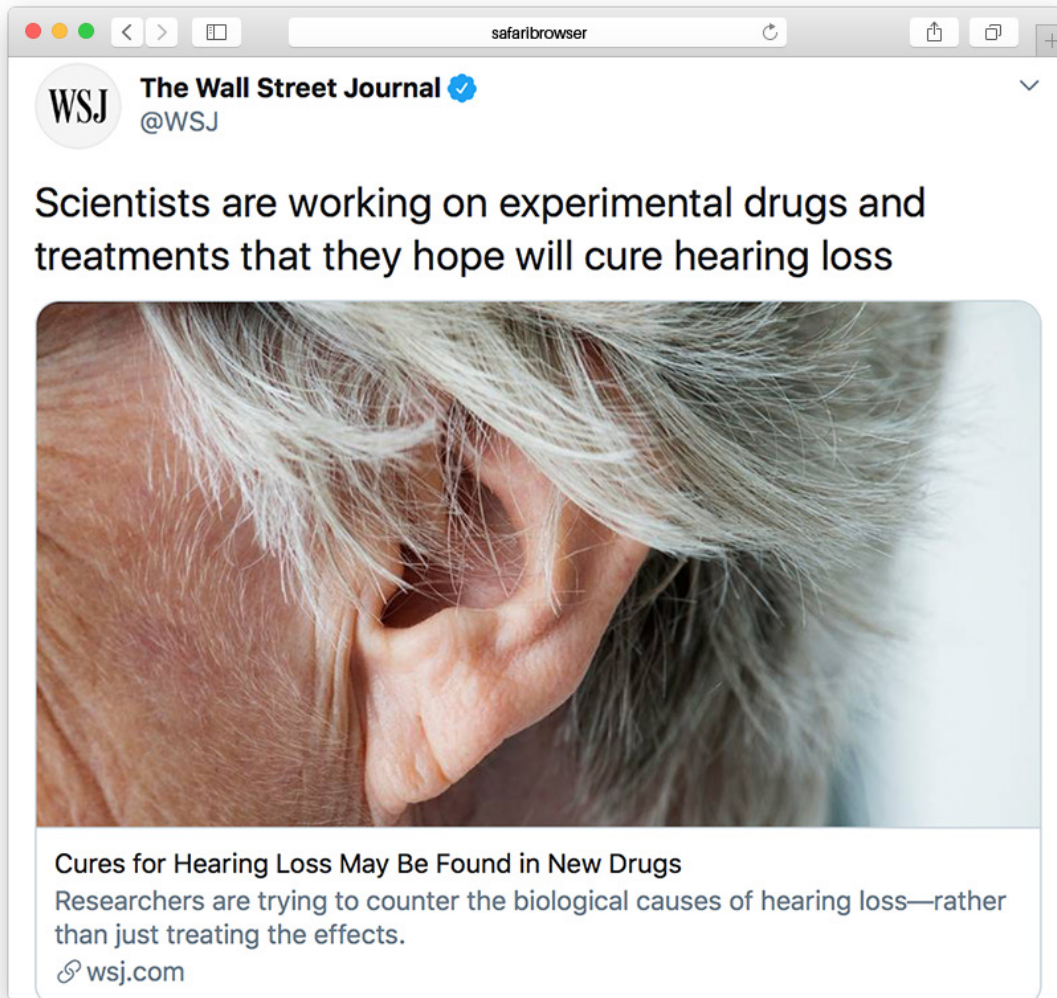 safaribrowser
WSJ
The Wall Street Journal
@WSJ
Scientists are working on experimental drugs and
treatments that they hope will cure hearing loss
Cures for Hearing Loss May Be Found in New Drugs
Researchers are trying to counter the biological causes of hearing loss—rather
than just treating the effects.
wsj.com